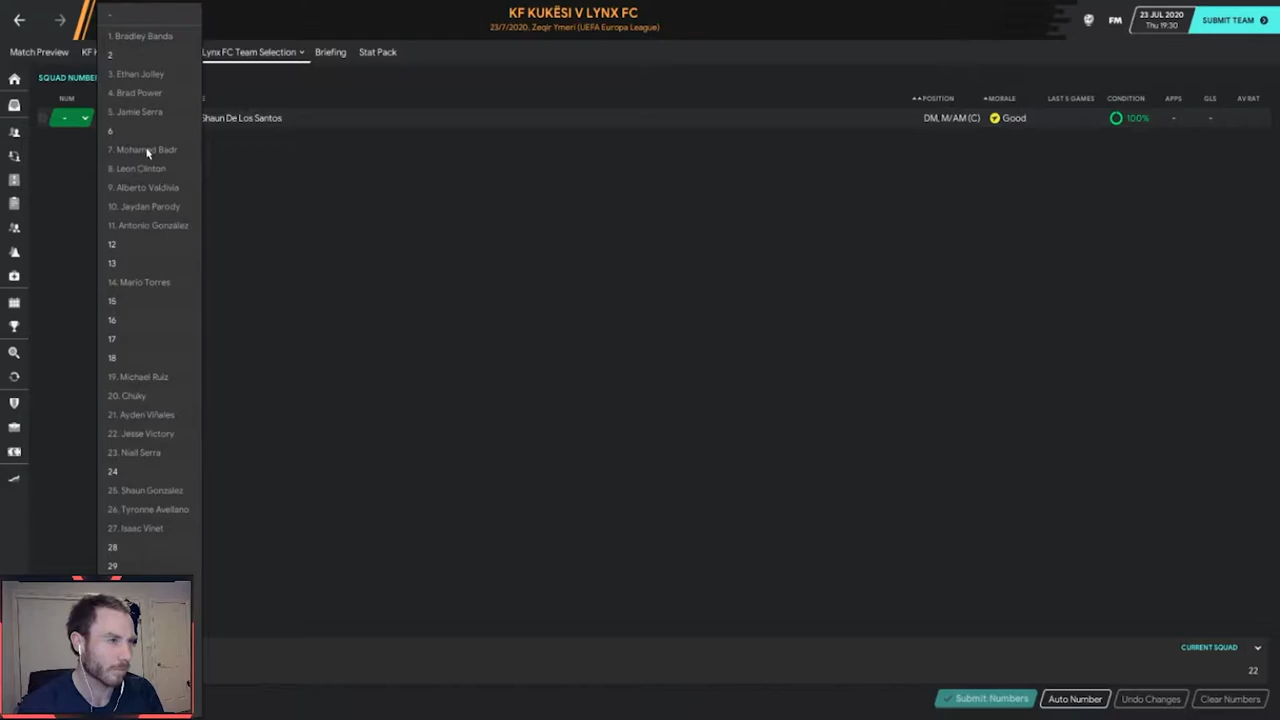 KF KUKËSI V LYNX FC
23/7/2020, Zeqir Ymeri (UEFA Europa League)
FM
23 JUL 2020
Thu 19:30
SUBMIT TEAM
Match Preview
KF K
Lynx FC Team Selection
Briefing
Stat Pack
SQUAD NUMBER
NUM
POSITION
MORALE
LAST 5 GAMES
CONDITION
APPS
GLS
AV RAT
-
Shaun De Los Santos
DM, M/AM (C)
Good
100%
-
-
-
1. Bradley Banda
2
3. Ethan Jolley
4. Brad Power
5. Jamie Serra
6
7. Mohamed Badr
8. Leon Clinton
9. Alberto Valdivia
10. Jaydan Parody
11. Antonio González
12
13
14. Mario Torres
15
16
17
18
19. Michael Ruiz
20. Chuky
21. Ayden Viñales
22. Jesse Victory
23. Niall Serra
24
25. Shaun Gonzalez
26. Tyronne Avellano
27. Isaac Vinet
28
29
CURRENT SQUAD
22
Submit Numbers
Auto Number
Undo Changes
Clear Numbers